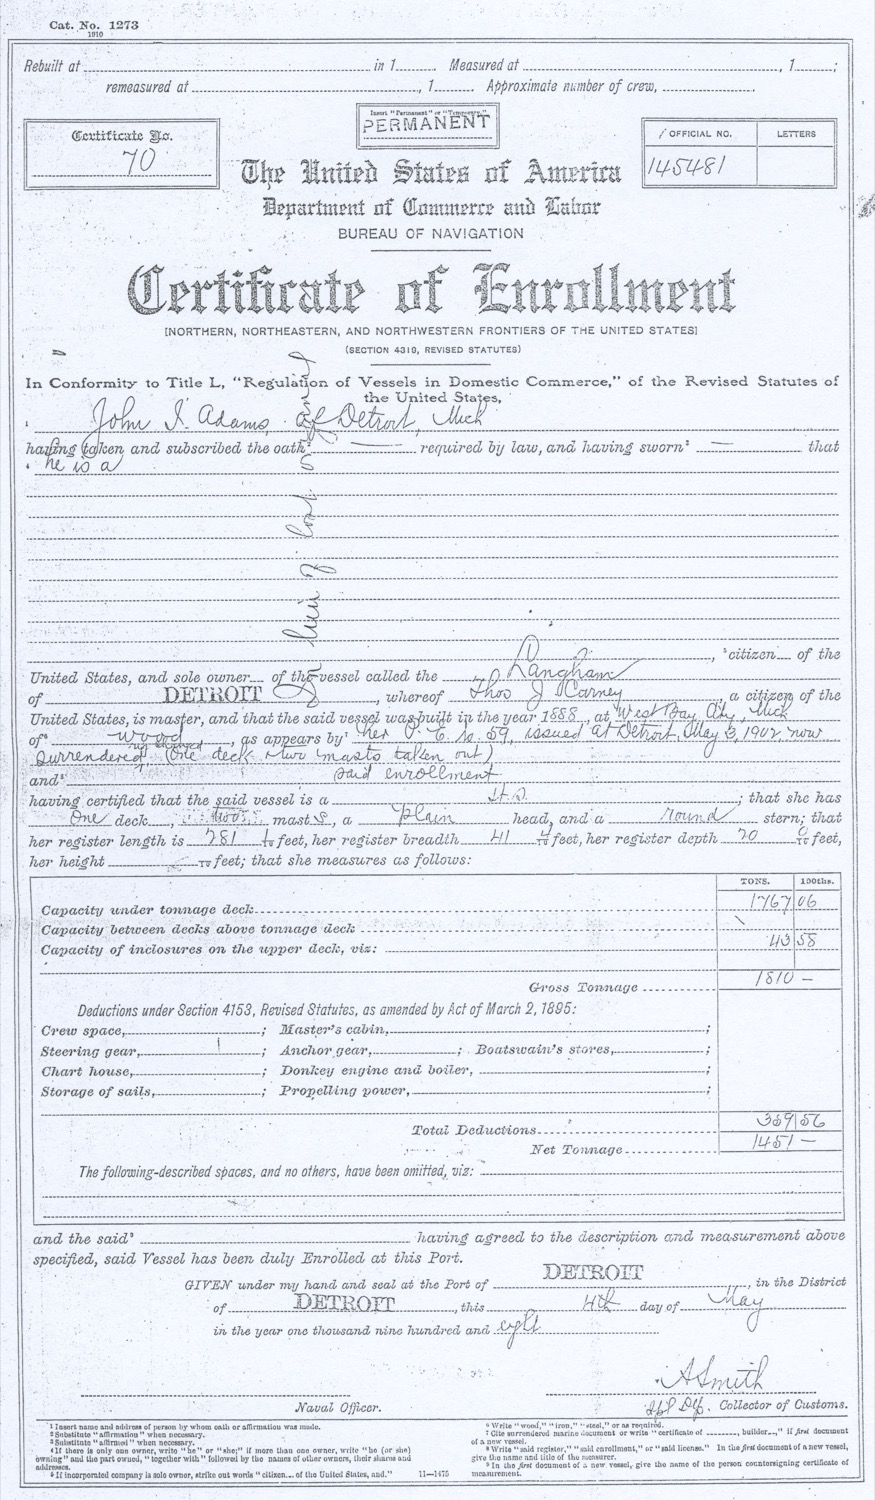 Cat. No. 1273
1910
Rebuilt at in 1 Measured at , 1 ;
remeasured at , 1 Approximate number of crew, .
Insert "Permanent" or "Temporary."
PERMANENT
Certificate No.
70
OFFICIAL NO. LETTERS
145481
The United States of America
Department of Commerce and Labor
BUREAU OF NAVIGATION
Certificate of Enrollment
[NORTHERN, NORTHEASTERN, AND NORTHWESTERN FRONTIERS OF THE UNITED STATES]
(SECTION 4319, REVISED STATUTES)
In Conformity to Title L, "Regulation of Vessels in Domestic Commerce," of the Revised Statutes of
the United States,
1 John I. Adams, of Detroit, Mich
having taken and subscribed the oath 2 — required by law, and having sworn 3 — that
4 he is a
, 5 citizen of the
United States, and sole owner of the vessel called the D. Langham
of DETROIT , whereof Thos J Carney , a citizen of the
United States, is master, and that the said vessel was built in the year 1888 , at West Bay City, Mich
of 6 wood , as appears by 7 her P. E. No. 59, issued at Detroit, May 3, 1902, now
surrendered, (One deck & two masts taken out)
and 8 said enrollment
having certified that the said vessel is a ; that she has
One deck , mast s, a Plain head, and a round stern; that
her register length is 281 feet, her register breadth 41 4/10 feet, her register depth 20 0/10 feet,
her height feet; that she measures as follows:
TONS. 100ths.
Capacity under tonnage deck 1767 06
Capacity between decks above tonnage deck
Capacity of inclosures on the upper deck, viz: 43 58
Gross Tonnage 1810 —
Deductions under Section 4153, Revised Statutes, as amended by Act of March 2, 1895:
Crew space, ; Master's cabin, ;
Steering gear, ; Anchor gear, ; Boatswain's stores, ;
Chart house, ; Donkey engine and boiler, ;
Storage of sails, ; Propelling power, ;
Total Deductions 359 56
Net Tonnage 1451 —
The following-described spaces, and no others, have been omitted, viz:
and the said 9 having agreed to the description and measurement above
specified, said Vessel has been duly Enrolled at this Port.
GIVEN under my hand and seal at the Port of DETROIT , in the District
of DETROIT , this 4th day of May
in the year one thousand nine hundred and
A Smith
Naval Officer. Collector of Customs.
1 Insert name and address of person by whom oath or affirmation was made.
2 Substitute "affirmation" when necessary.
3 Substitute "affirmed" when necessary.
4 If there is only one owner, write "he" or "she;" if more than one owner, write "he (or she)
owning" and the part owned, "together with" followed by the names of other owners, their shares and
addresses.
5 If incorporated company is sole owner, strike out words "citizen... of the United States, and." 11—1475
6 Write "wood," "iron," "steel," or as required.
7 Cite surrendered marine document or write "certificate of ........, builder..," if first document
of a new vessel.
8 Write "said register," "said enrollment," or "said license." In the first document of a new vessel,
give the name and title of the measurer.
9 In the first document of a new vessel, give the name of the person countersigning certificate of
measurement.